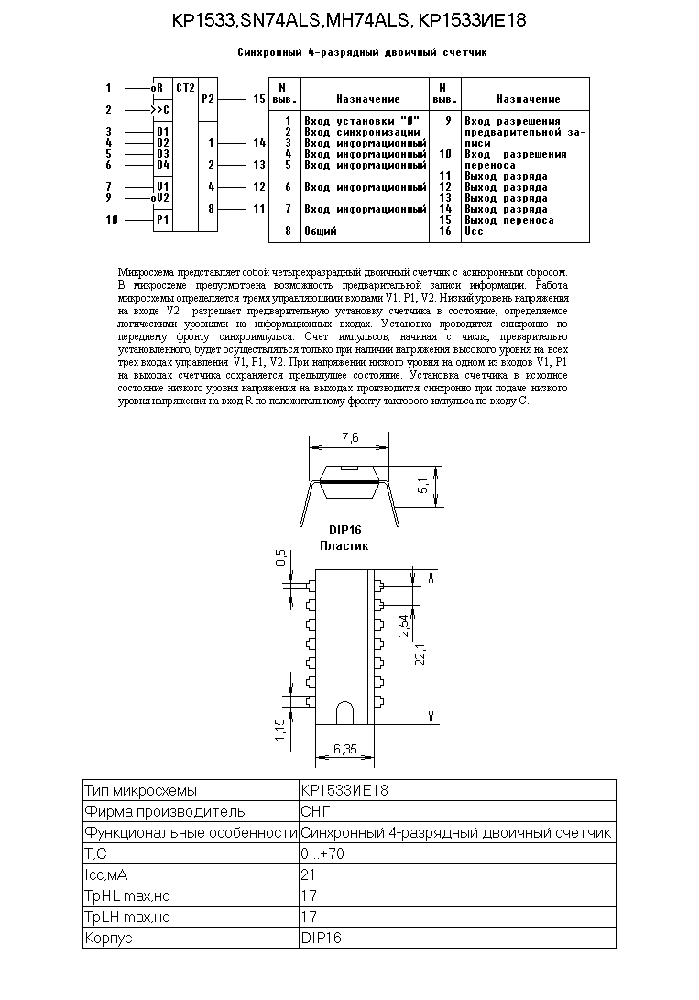 КР1533,SN74ALS,MH74ALS, КР1533ИЕ18
Синхронный 4-разрядный двоичный счетчик
1 R CT2 P2 15
2 >>C
3 D1
4 D2 1 14
5 D3
6 D4 2 13
7 V1 4 12
9 V2
8 11
10 P1
N выв. Назначение N выв. Назначение
1 Вход установки "0"
2 Вход синхронизации
3 Вход информационный
4 Вход информационный
5 Вход информационный
6 Вход информационный
7 Вход информационный
8 Общий
9 Вход разрешения
предварительной за-
писи
10 Вход разрешения
переноса
11 Выход разряда
12 Выход разряда
13 Выход разряда
14 Выход разряда
15 Выход переноса
16 Ucc
Микросхема представляет собой четырехразрадный двоичный счетчик с асинхронным сбросом.
В микросхеме предусмотрена возможность предварительной записи информации. Работа
микросхемы определяется тремя управляющими входами V1, P1, V2. Низкий уровень напряжения
на входе V2 разрешает предварительную установку счетчика в состояние, определяемое
логическими уровнями на информационных входах. Установка проводится синхронно по
переднему фронту синхроимпульса. Счет импульсов, начиная с числа, преварительно
установленного, будет осуществляться только при наличии напряжения высокого уровня на всех
трех входах управления V1, P1, V2. При напряжении низкого уровня на одном из входов V1, P1
на выходах счетчика сохраняется предыдущее состояние. Установка счетчика в исходное
состояние низкого уровня напряжения на выходах производится синхронно при подаче низкого
уровня напряжения на вход R по положительному фронту тактового импульса по входу С.
7,6
5,1
DIP16
Пластик
0,5
2,54
22,1
1,15
6,35
Тип микросхемы КР1533ИЕ18
Фирма производитель СНГ
Функциональные особенности Синхронный 4-разрядный двоичный счетчик
Т,С 0...+70
Icc,мА 21
TpHL max,нс 17
TpLH max,нс 17
Корпус DIP16